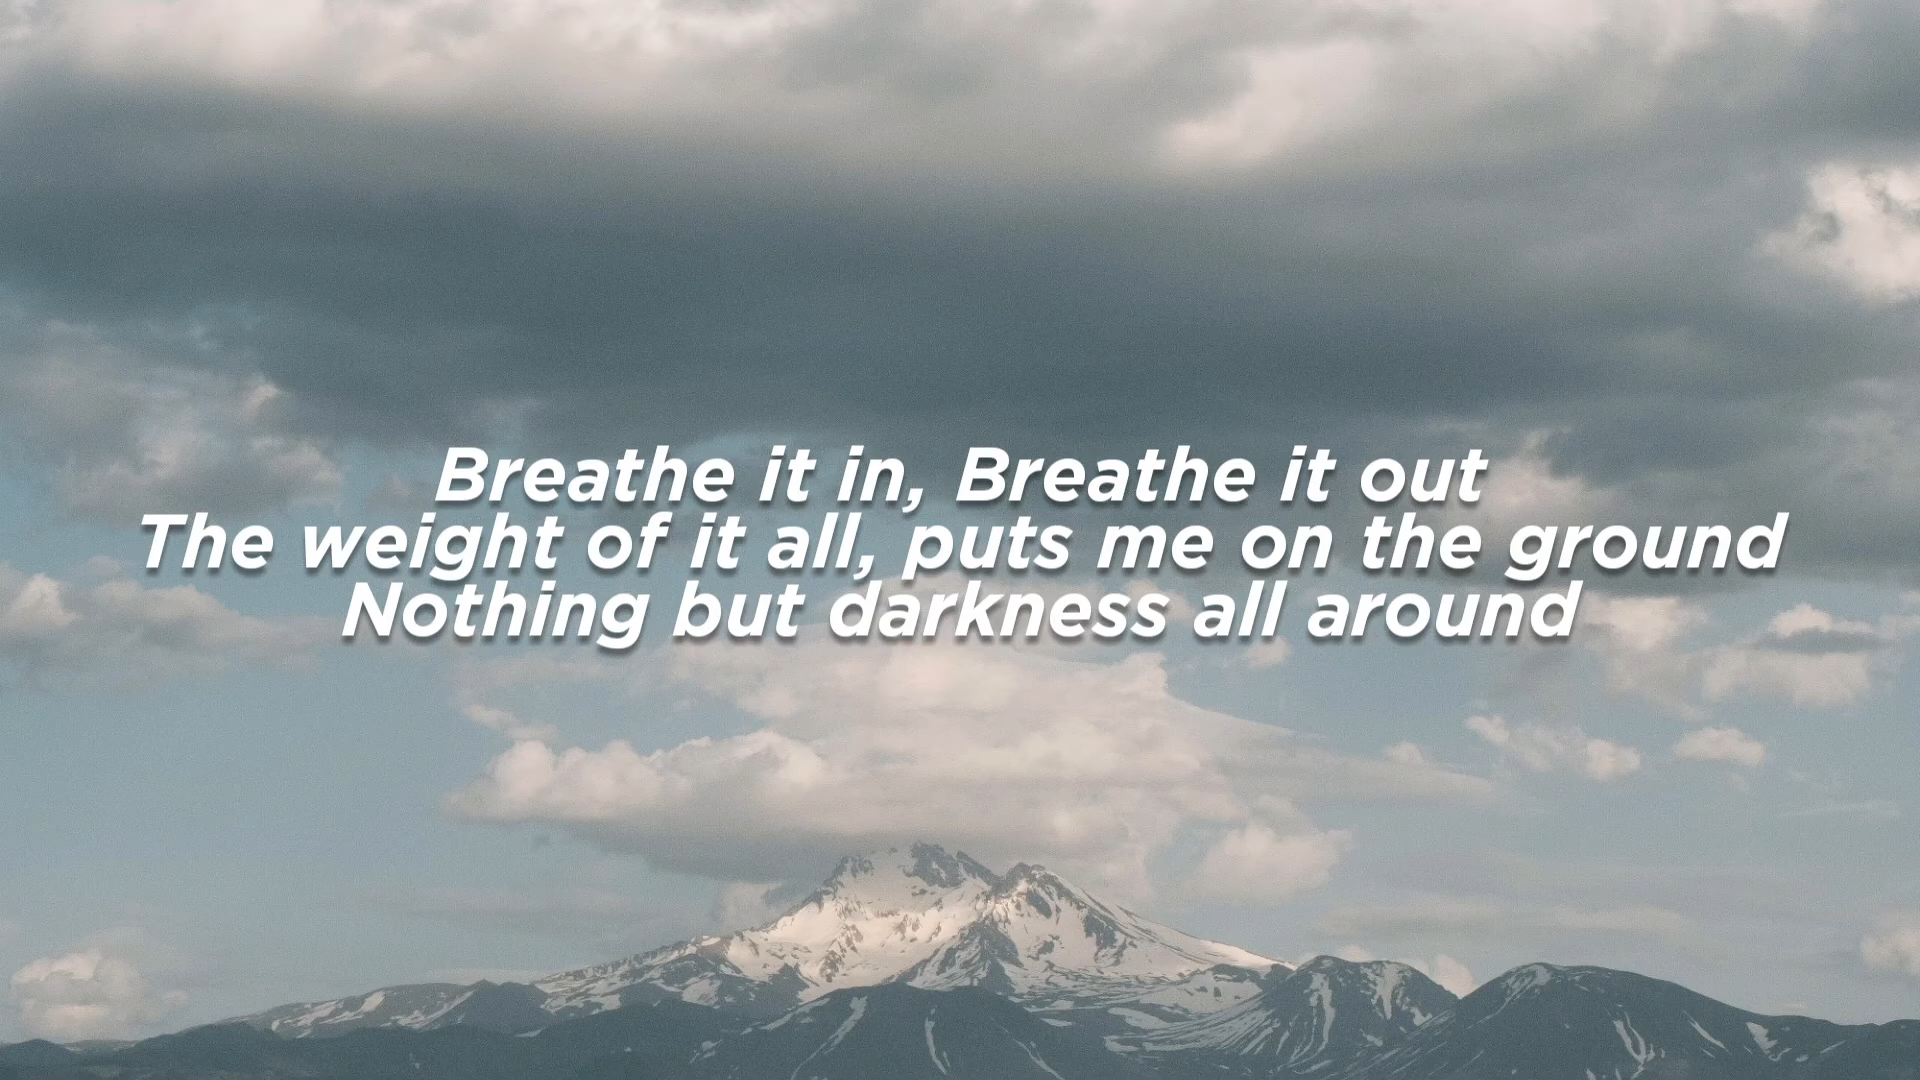 Breathe it in, Breathe it out
The weight of it all, puts me on the ground
Nothing but darkness all around